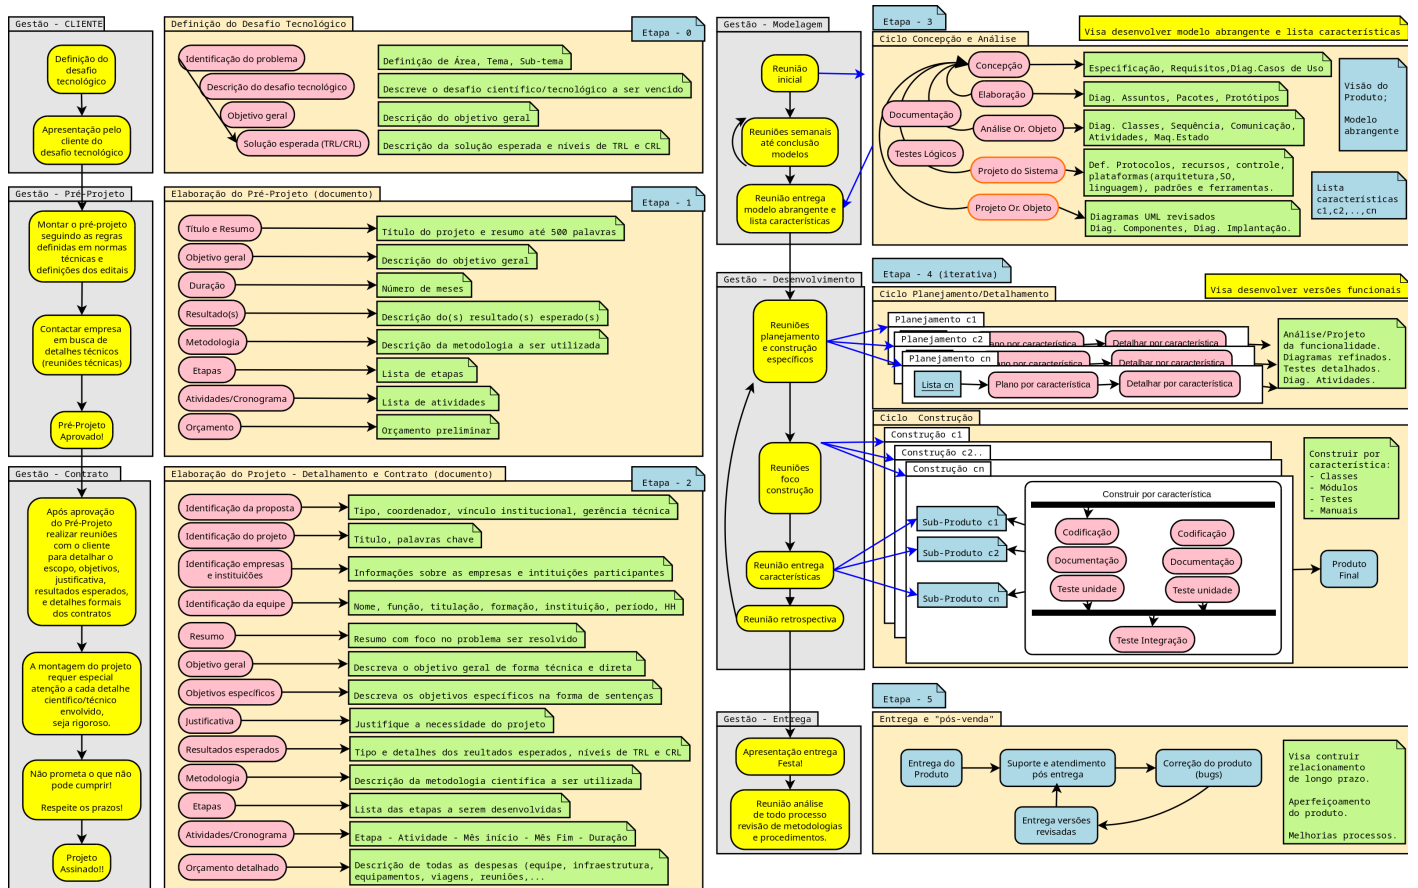 Gestão - CLIENTE
Definição do
desafio
tecnológico
Apresentação pelo
cliente do
desafio tecnológico
Definição do Desafio Tecnológico
Etapa - 0
Identificação do problema
Definição de Área, Tema, Sub-tema
Descrição do desafio tecnológico
Descreve o desafio científico/tecnológico a ser vencido
Objetivo geral
Descrição do objetivo geral
Solução esperada (TRL/CRL)
Descrição da solução esperada e níveis de TRL e CRL
Gestão - Pré-Projeto
Montar o pré-projeto
seguindo as regras
definidas em normas
técnicas e
definições dos editais
Contactar empresa
em busca de
detalhes técnicos
(reuniões técnicas)
Pré-Projeto
Aprovado!
Elaboração do Pré-Projeto (documento)
Etapa - 1
Título e Resumo
Título do projeto e resumo até 500 palavras
Objetivo geral
Descrição do objetivo geral
Duração
Número de meses
Resultado(s)
Descrição do(s) resultado(s) esperado(s)
Metodologia
Descrição da metodologia a ser utilizada
Etapas
Lista de etapas
Atividades/Cronograma
Lista de atividades
Orçamento
Orçamento preliminar
Gestão - Contrato
Após aprovação
do Pré-Projeto
realizar reuniões
com o cliente
para detalhar o
escopo, objetivos,
justificativa,
resultados esperados,
e detalhes formais
dos contratos
A montagem do projeto
requer especial
atenção a cada detalhe
científico/técnico
envolvido,
seja rigoroso.
Não prometa o que não
pode cumprir!
Respeite os prazos!
Projeto
Assinado!!
Elaboração do Projeto - Detalhamento e Contrato (documento)
Etapa - 2
Identificação da proposta
Tipo, coordenador, vínculo institucional, gerência técnica
Identificação do projeto
Titulo, palavras chave
Identificação empresas
e instituições
Informações sobre as empresas e intituições participantes
Identificação da equipe
Nome, função, titulação, formação, instituição, período, HH
Resumo
Resumo com foco no problema ser resolvido
Objetivo geral
Descreva o objetivo geral de forma técnica e direta
Objetivos específicos
Descreva os objetivos específicos na forma de sentenças
Justificativa
Justifique a necessidade do projeto
Resultados esperados
Tipo e detalhes dos reultados esperados, níveis de TRL e CRL
Metodologia
Descrição da metodologia científica a ser utilizada
Etapas
Lista das etapas a serem desenvolvidas
Atividades/Cronograma
Etapa - Atividade - Mês início - Mês Fim - Duração
Orçamento detalhado
Descrição de todas as despesas (equipe, infraestrutura,
equipamentos, viagens, reuniões,...
Gestão - Modelagem
Reunião
inicial
Reuniões semanais
até conclusão
modelos
Reunião entrega
modelo abrangente e
lista características
Etapa - 3
Visa desenvolver modelo abrangente e lista características
Ciclo Concepção e Análise
Concepção
Especificação, Requisitos,Diag.Casos de Uso
Elaboração
Diag. Assuntos, Pacotes, Protótipos
Documentação
Análise Or. Objeto
Diag. Classes, Sequência, Comunicação,
Atividades, Maq.Estado
Testes Lógicos
Projeto do Sistema
Def. Protocolos, recursos, controle,
plataformas(arquitetura,SO,
linguagem), padrões e ferramentas.
Projeto Or. Objeto
Diagramas UML revisados
Diag. Componentes, Diag. Implantação.
Visão do
Produto;
Modelo
abrangente
Lista
características
c1,c2,..,cn
Gestão - Desenvolvimento
Reuniões
planejamento
e construção
específicos
Reuniões
foco
construção
Reunião entrega
características
Reunião retrospectiva
Etapa - 4 (iterativa)
Visa desenvolver versões funcionais
Ciclo Planejamento/Detalhamento
Planejamento c1
Plano por característica
Detalhar por característica
Planejamento c2
Plano por característica
Detalhar por característica
Planejamento cn
Lista cn
Plano por característica
Detalhar por característica
Análise/Projeto
da funcionalidade.
Diagramas refinados.
Testes detalhados.
Diag. Atividades.
Ciclo Construção
Construção c1
Construção c2..
Construção cn
Sub-Produto c1
Sub-Produto c2
Sub-Produto cn
Construir por característica
Codificação
Documentação
Teste unidade
Codificação
Documentação
Teste unidade
Teste Integração
Construir por
característica:
- Classes
- Módulos
- Testes
- Manuais
Produto
Final
Gestão - Entrega
Apresentação entrega
Festa!
Reunião análise
de todo processo
revisão de metodologias
e procedimentos.
Etapa - 5
Entrega e "pós-venda"
Entrega do
Produto
Suporte e atendimento
pós entrega
Correção do produto
(bugs)
Entrega versões
revisadas
Visa contruir
relacionamento
de longo prazo.
Aperfeiçoamento
do produto.
Melhorias processos.